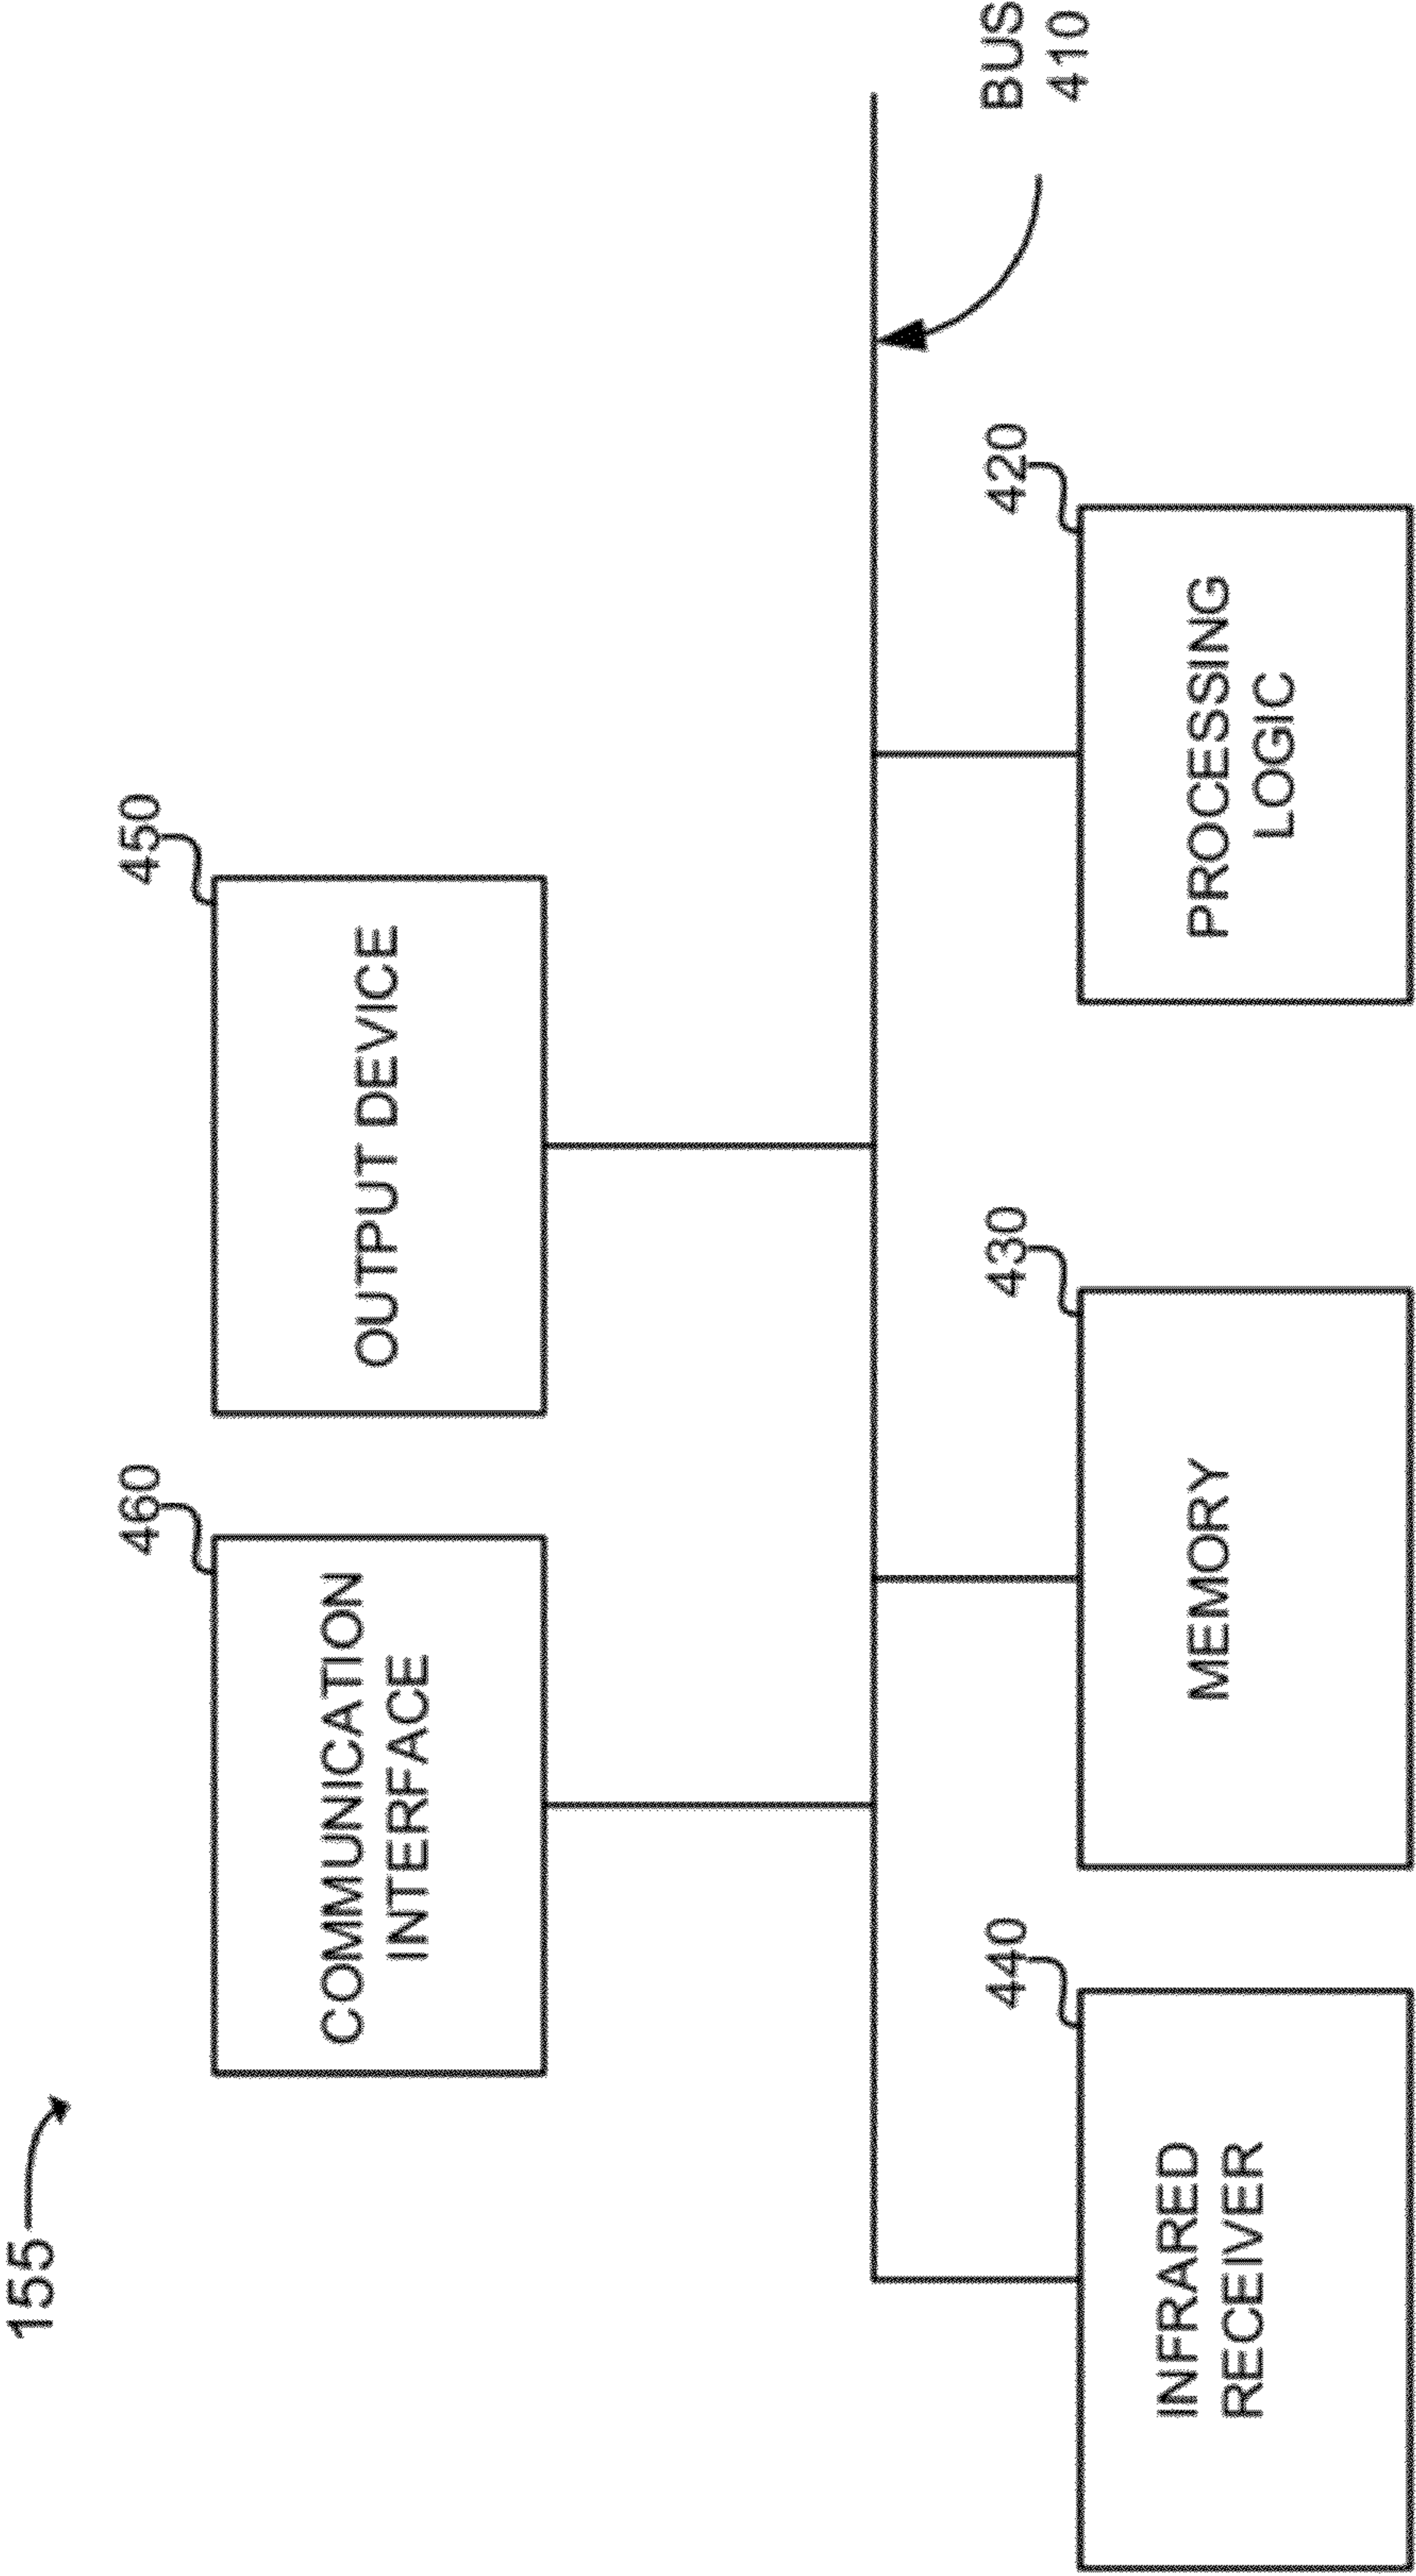 155
460
450
COMMUNICATION
INTERFACE
OUTPUT DEVICE
BUS
410
440
430
420
INFRARED
RECEIVER
MEMORY
PROCESSING
LOGIC